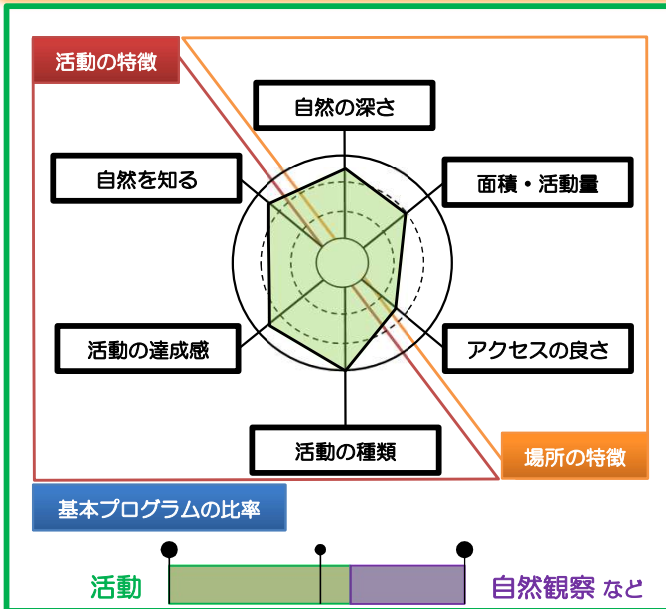 活動の特徴
自然の深さ
自然を知る
面積・活動量
活動の達成感
アクセスの良さ
活動の種類
場所の特徴
基本プログラムの比率
活動
自然観察 など